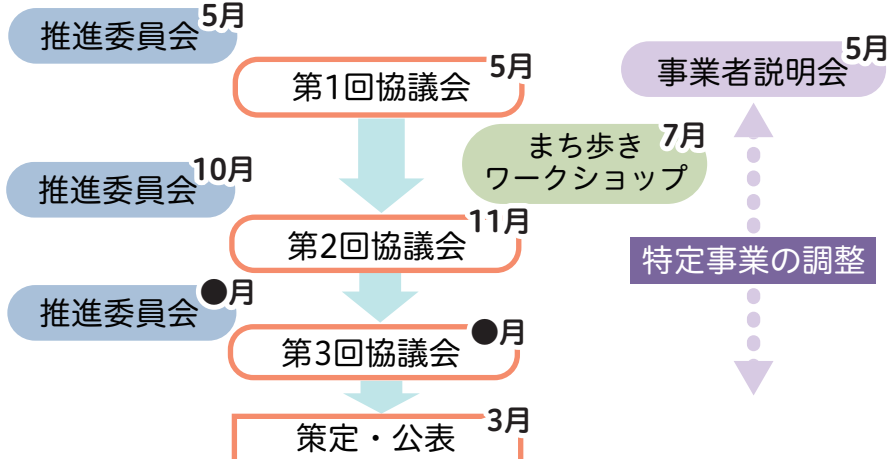 推進委員会 5月
第1回協議会 5月
事業者説明会 5月
まち歩き 7月
ワークショップ
推進委員会 10月
第2回協議会 11月
特定事業の調整
推進委員会 ●月
第3回協議会 ●月
策定・公表 3月